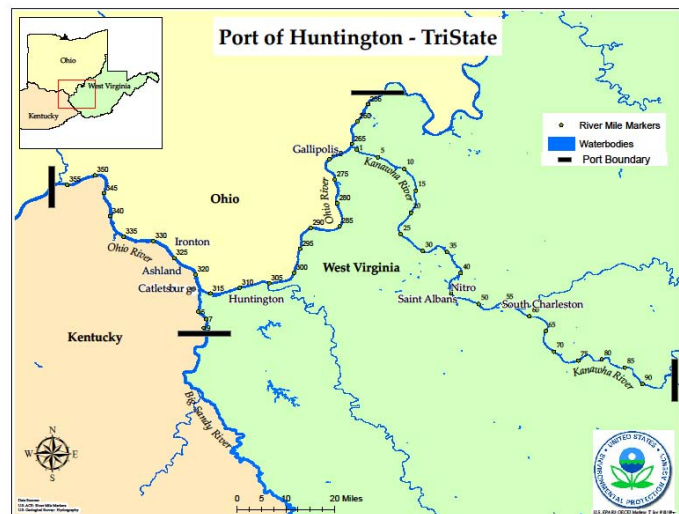 Port of Huntington - TriState
Ohio
West Virginia
Kentucky
River Mile Markers
Waterbodies
Port Boundary
260
265
Gallipolis
1
5
10
Kanawha River
15
275
20
Ohio River
280
285
25
290
Ohio
350
355
345
340
335
330
Ohio River
Ironton
325
Ashland
320
Catlettsburg
315
310
305
300
295
Huntington
West Virginia
30
35
40
Nitro
Saint Albans
50
55
South Charleston
60
65
70
75
80
85
90
Kanawha River
Kentucky
Big Sandy River
N
W
E
S
0
10
20 Miles
UNITED STATES
ENVIRONMENTAL PROTECTION AGENCY